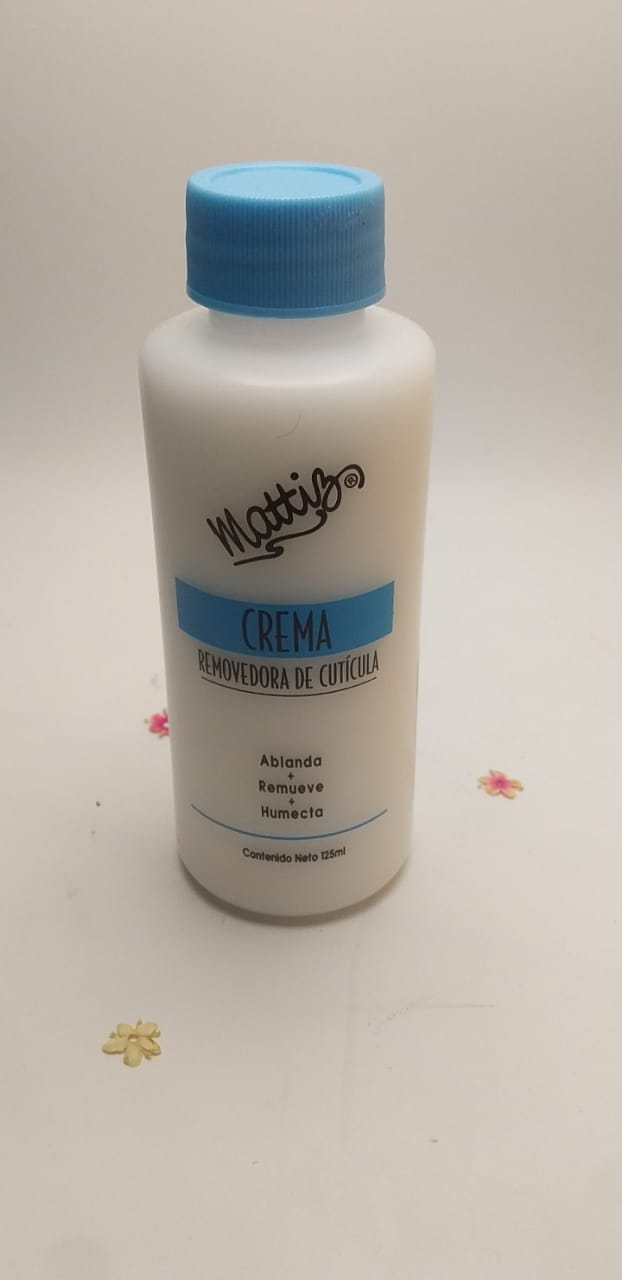 Mattiz®
CREMA
REMOVEDORA DE CUTÍCULA
Ablanda
+
Remueve
+
Humecta
Contenido Neto 125ml